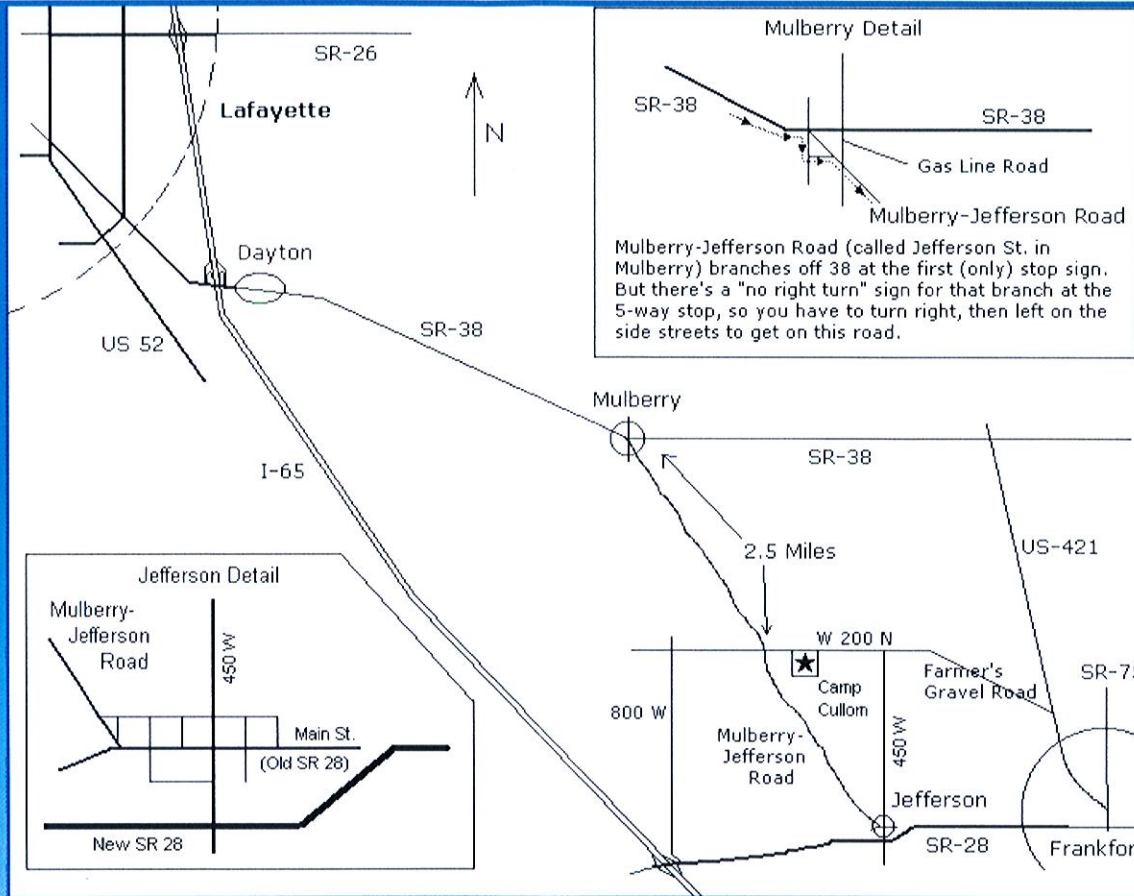 SR-26
Lafayette
N
Dayton
US 52
SR-38
I-65
Mulberry Detail
SR-38
SR-38
Gas Line Road
Mulberry-Jefferson Road
Mulberry-Jefferson Road (called Jefferson St. in
Mulberry) branches off 38 at the first (only) stop sign.
But there's a "no right turn" sign for that branch at the
5-way stop, so you have to turn right, then left on the
side streets to get on this road.
Mulberry
SR-38
2.5 Miles
US-421
W 200 N
Camp
Cullom
Farmer's
Gravel Road
800 W
Mulberry-
Jefferson
Road
450 W
Jefferson
SR-28
Jefferson Detail
Mulberry-
Jefferson
Road
450 W
Main St.
(Old SR 28)
New SR 28